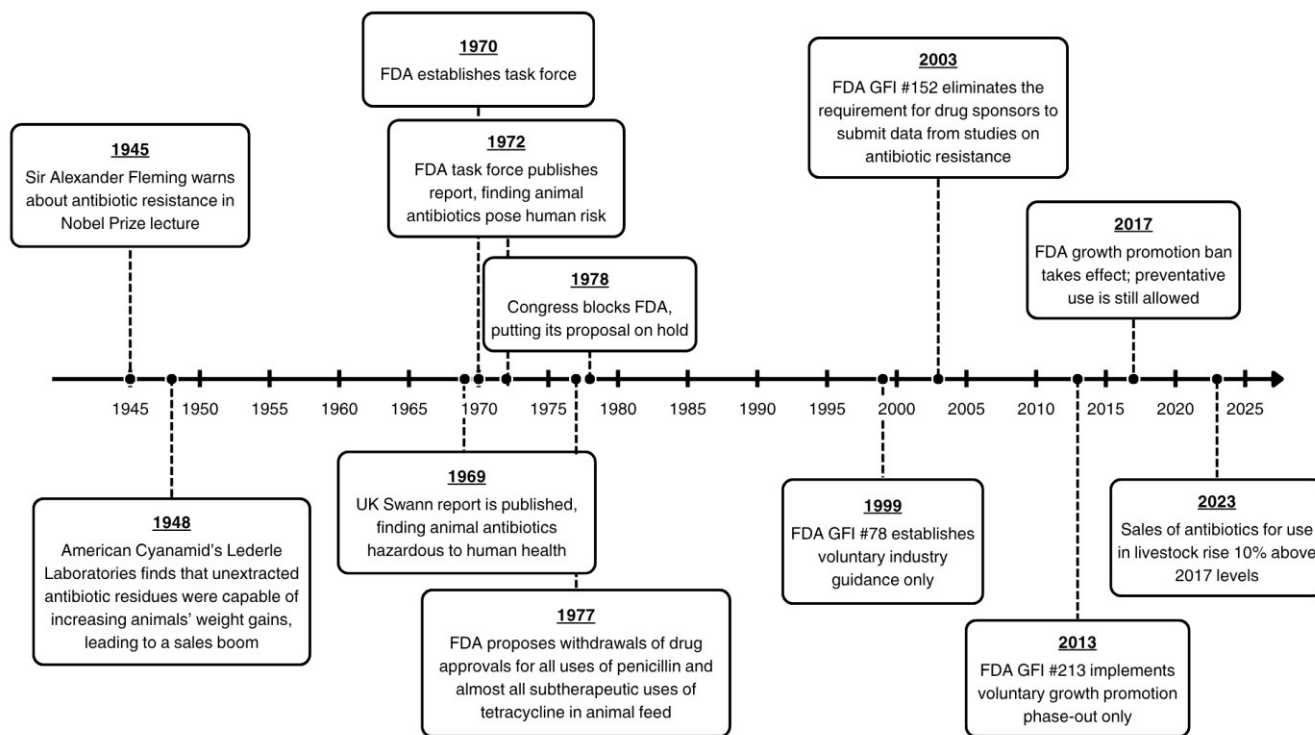 1970
FDA establishes task force
2003
FDA GFI #152 eliminates the
requirement for drug sponsors to
submit data from studies on
antibiotic resistance
1945
Sir Alexander Fleming warns
about antibiotic resistance in
Nobel Prize lecture
1972
FDA task force publishes
report, finding animal
antibiotics pose human risk
2017
FDA growth promotion ban
takes effect; preventative
use is still allowed
1978
Congress blocks FDA,
putting its proposal on hold
1945 1950 1955 1960 1965 1970 1975 1980 1985 1990 1995 2000 2005 2010 2015 2020 2025
1969
UK Swann report is published,
finding animal antibiotics
hazardous to human health
1948
American Cyanamid’s Lederle
Laboratories finds that unextracted
antibiotic residues were capable of
increasing animals’ weight gains,
leading to a sales boom
1999
FDA GFI #78 establishes
voluntary industry
guidance only
2023
Sales of antibiotics for use
in livestock rise 10% above
2017 levels
1977
FDA proposes withdrawals of drug
approvals for all uses of penicillin and
almost all subtherapeutic uses of
tetracycline in animal feed
2013
FDA GFI #213 implements
voluntary growth promotion
phase-out only